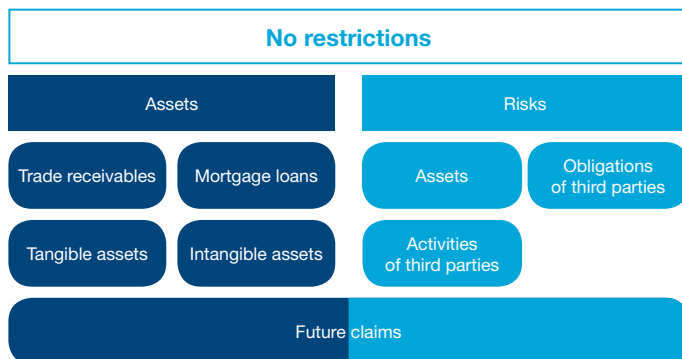 No restrictions
Assets
Risks
Trade receivables
Mortgage loans
Assets
Obligations
of third parties
Tangible assets
Intangible assets
Activities
of third parties
Future claims